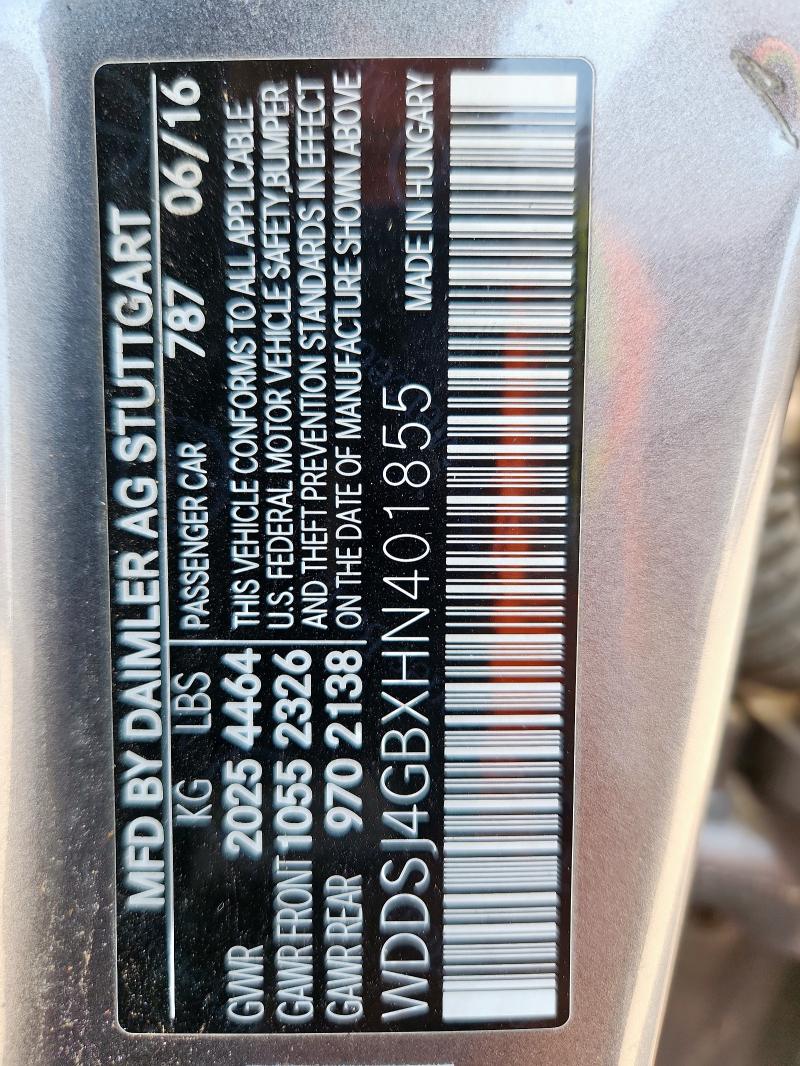 MFD BY DAIMLER AG STUTTGART
KG LBS PASSENGER CAR 787 06/16
GVWR 2025 4464
GAWR FRONT 1055 2326
GAWR REAR 970 2138
THIS VEHICLE CONFORMS TO ALL APPLICABLE
U.S. FEDERAL MOTOR VEHICLE SAFETY,BUMPER
AND THEFT PREVENTION STANDARDS IN EFFECT
ON THE DATE OF MANUFACTURE SHOWN ABOVE
WDDSJ4GBXHN401855 MADE IN HUNGARY